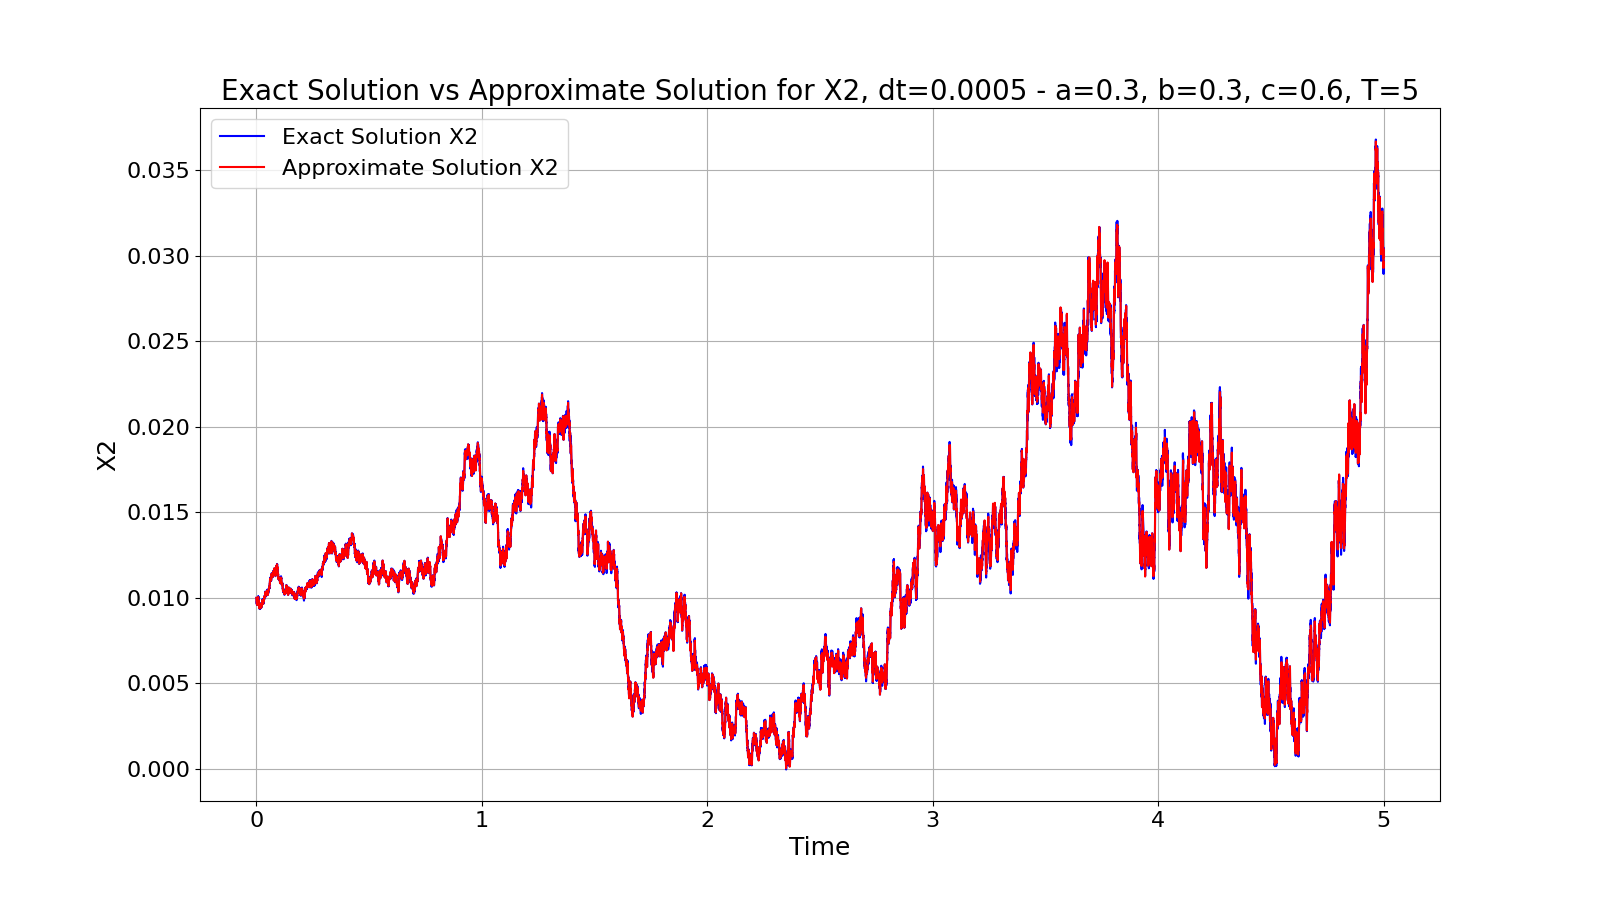 Exact Solution vs Approximate Solution for X2, dt=0.0005 - a=0.3, b=0.3, c=0.6, T=5
Exact Solution X2
Approximate Solution X2
0.035
0.030
0.025
0.020
0.015
0.010
0.005
0.000
X2
0 1 2 3 4 5
Time